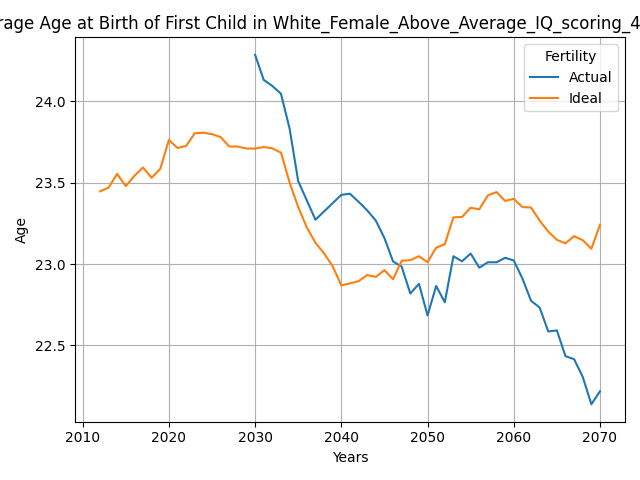 rage Age at Birth of First Child in White_Female_Above_Average_IQ_scoring_4
Fertility
Actual
Ideal
24.0
23.5
23.0
22.5
Age
2010 2020 2030 2040 2050 2060 2070
Years